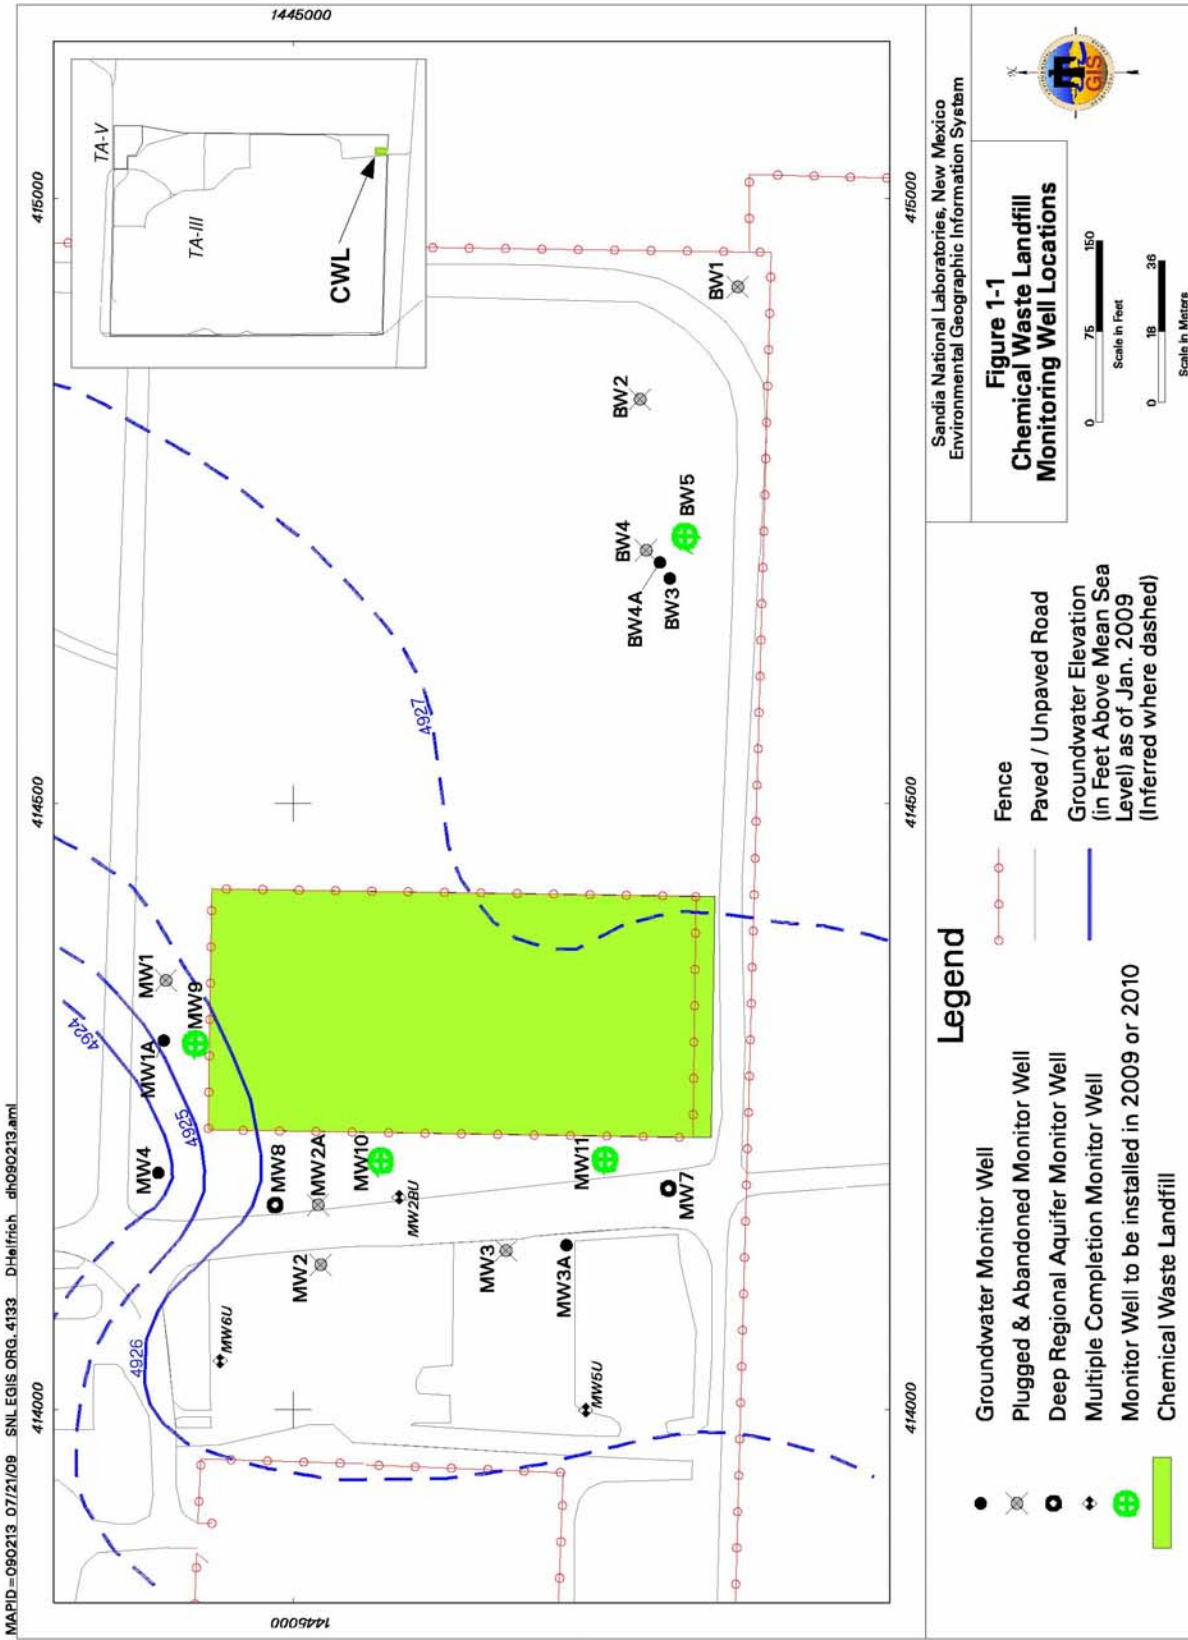 MAPID=090213 07/21/09 SNL EGIS ORG. 4133 DHelfrich dh090213.aml
1445000
415000
414500
414000
1445000
415000
414500
414000
TA-V
TA-III
CWL
4927
4924
4925
4926
BW1
BW2
BW4
BW5
BW4A
BW3
MW1
MW9
MW1A
MW4
MW8
MW2A
MW10
MW2BU
MW11
MW7
MW2
MW3
MW3A
MW6U
MW5U
Legend
Groundwater Monitor Well
Plugged & Abandoned Monitor Well
Deep Regional Aquifer Monitor Well
Multiple Completion Monitor Well
Monitor Well to be installed in 2009 or 2010
Chemical Waste Landfill
Fence
Paved / Unpaved Road
Groundwater Elevation
(in Feet Above Mean Sea
Level) as of Jan. 2009
(Inferred where dashed)
Sandia National Laboratories, New Mexico
Environmental Geographic Information System
Figure 1-1
Chemical Waste Landfill
Monitoring Well Locations
0 75 150
Scale in Feet
0 18 36
Scale in Meters
N
GIS